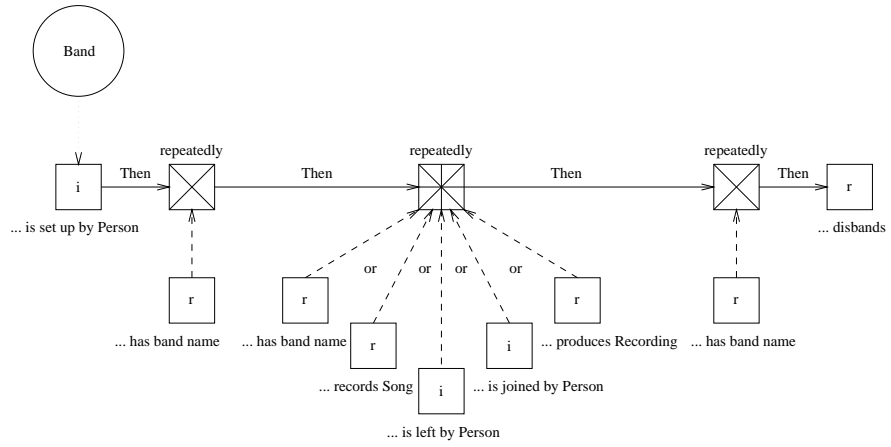 Band
repeatedly
repeatedly
repeatedly
i
Then
Then
Then
Then
r
... is set up by Person
... disbands
or
or
or
or
r
r
r
r
... has band name
... has band name
r
i
... produces Recording
... has band name
... records Song
i
... is joined by Person
... is left by Person